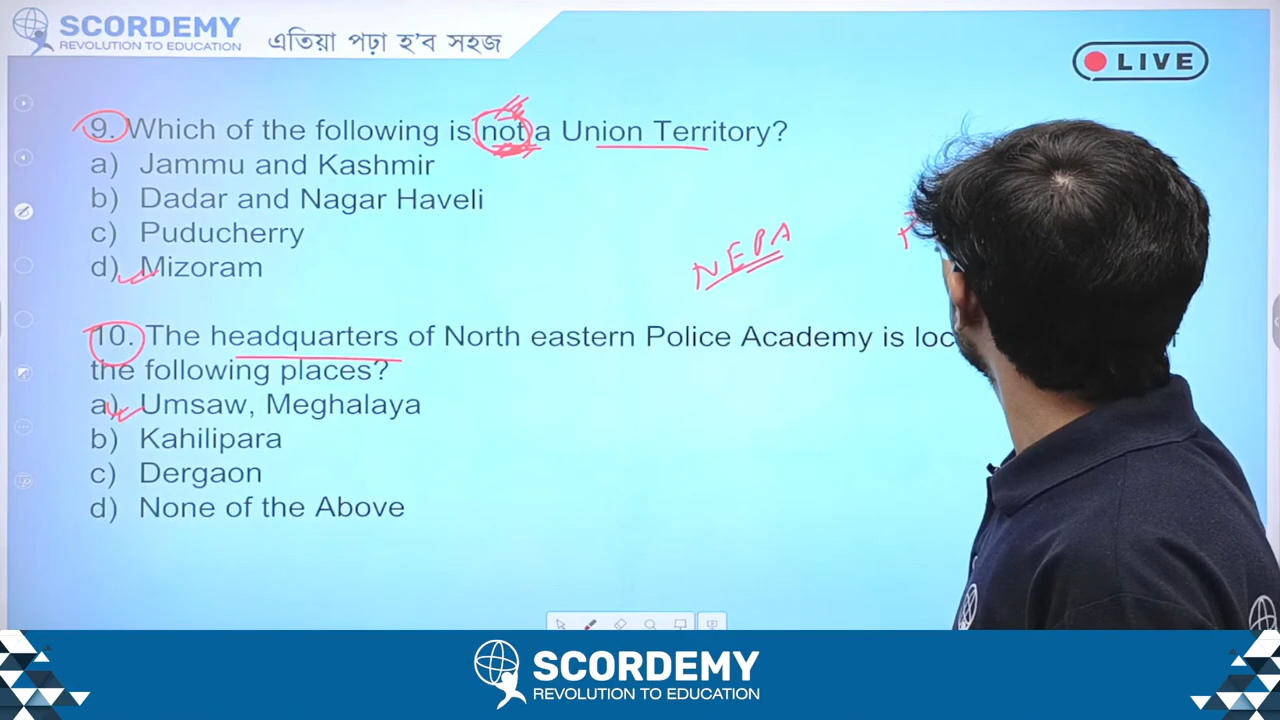 SCORDEMY
REVOLUTION TO EDUCATION
এতিয়া পঢ়া হ'ব সহজ
LIVE
9. Which of the following is not a Union Territory?
a) Jammu and Kashmir
b) Dadar and Nagar Haveli
c) Puducherry
d) Mizoram
NEPA
10. The headquarters of North eastern Police Academy is loc
the following places?
a) Umsaw, Meghalaya
b) Kahilipara
c) Dergaon
d) None of the Above
SCORDEMY
REVOLUTION TO EDUCATION